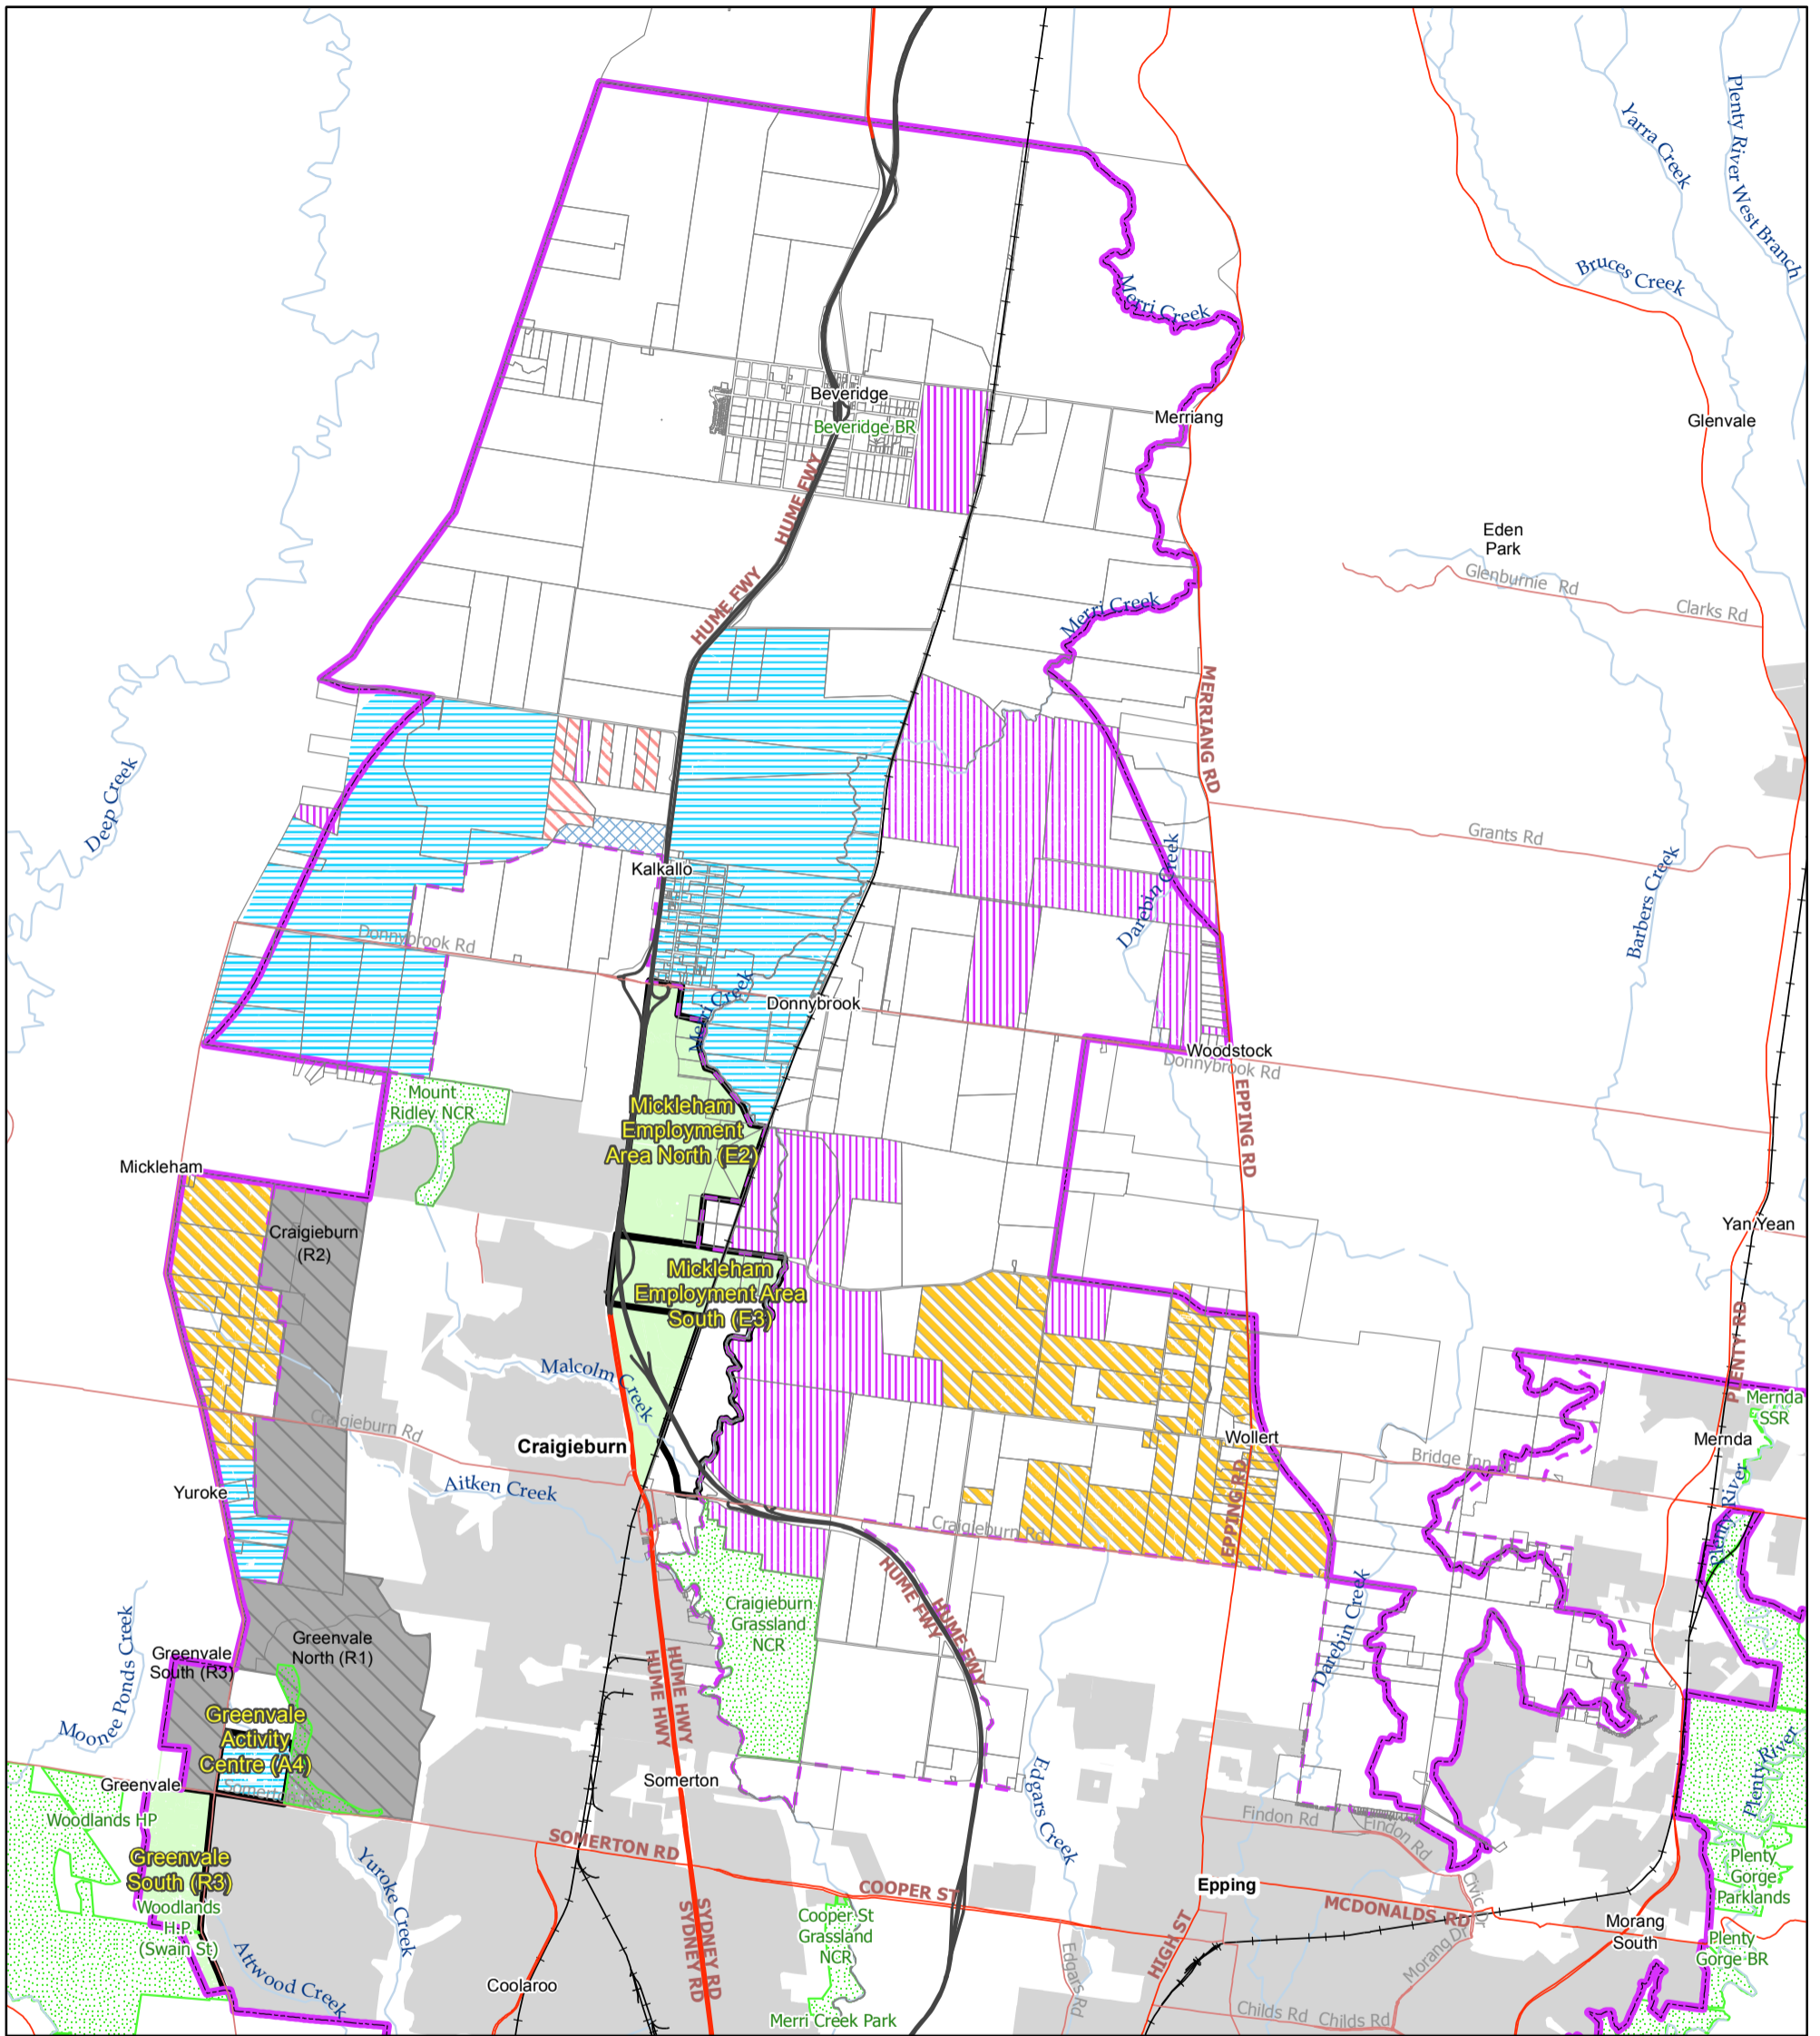 Yarra Creek
Plenty River West Branch
Bruces Creek
Merri Creek
Beveridge
Beveridge BR
Merriang
Glenvale
HUME FWY
Eden
Park
Glenburnie Rd
Clarks Rd
HUME FWY
Merri Creek
MERRIANG RD
Deep Creek
Grants Rd
Kalkallo
Darebin Creek
Barbers Creek
Donnybrook Rd
Merri Creek
Donnybrook
Woodstock
Donnybrook Rd
Mount
Ridley NCR
Mickleham
Employment
Area North (E2)
EPPING RD
Mickleham
Craigieburn
(R2)
Yan Yean
Mickleham
Employment Area
South (E3)
PLENTY RD
Malcolm Creek
Mernda
SSR
Craigieburn Rd
Craigieburn
Wollert
Mernda
Bridge Inn Rd
Yuroke
Aitken Creek
EPPING RD
Plenty River
Craigieburn Rd
HUME FWY
HUME FWY
Craigieburn
Grassland
NCR
Darebin Creek
Moonee Ponds Creek
Greenvale
South (R3)
Greenvale
North (R1)
HUME HWY
HUME HWY
Greenvale
Activity
Centre (A4)
Greenvale
Somerton Rd
Somerton
Edgars Creek
Plenty River
Woodlands HP
Findon Rd
Findon Rd
SOMERTON RD
Greenvale
South (R3)
Yuroke Creek
COOPER ST
Epping
Civic Dr
MCDONALDS RD
Plenty
Gorge
Parklands
Woodlands
H.P.
(Swain St)
SYDNEY RD
SYDNEY RD
Cooper St
Grassland
NCR
HIGH ST
Morang
South
Plenty
Gorge BR
Edgars Rd
Morang Dr
Attwood Creek
Coolaroo
Merri Creek Park
Childs Rd
Childs Rd